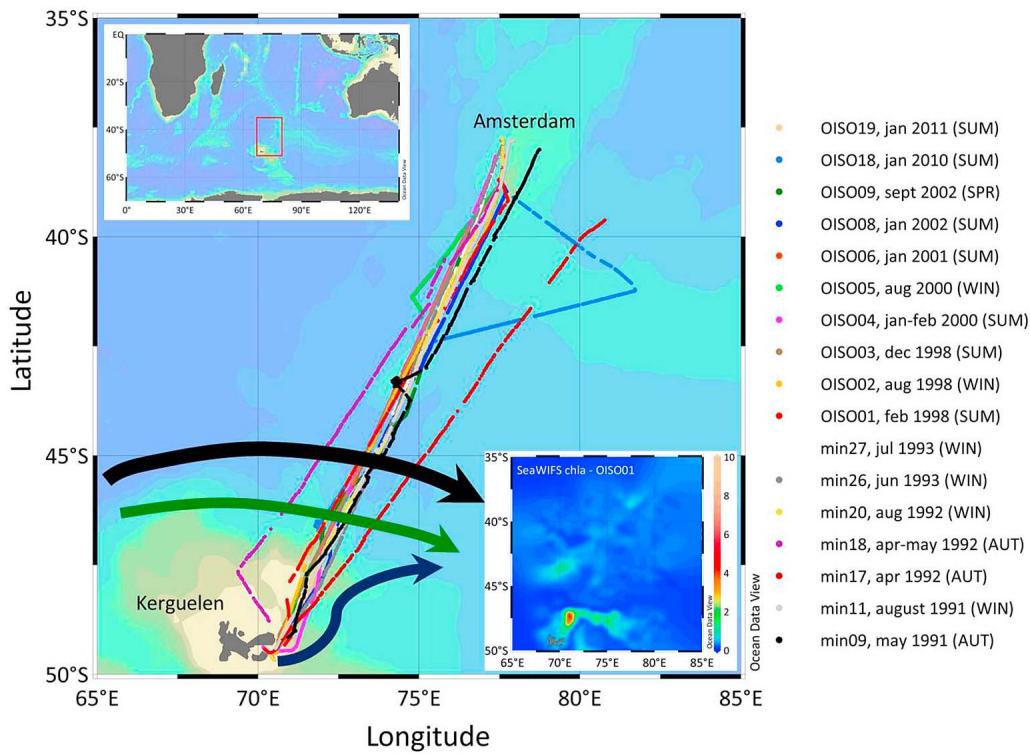 35°S
40°S
45°S
50°S
65°E
70°E
75°E
80°E
85°E
Latitude
Longitude
EQ
20°S
40°S
60°S
0°
30°E
60°E
90°E
120°E
Ocean Data View
Amsterdam
Kerguelen
SeaWIFS chla - OISO01
35°S
40°S
45°S
50°S
65°E
70°E
75°E
80°E
85°E
10
8
6
4
2
0
Ocean Data View
Ocean Data View
OISO19, jan 2011 (SUM)
OISO18, jan 2010 (SUM)
OISO09, sept 2002 (SPR)
OISO08, jan 2002 (SUM)
OISO06, jan 2001 (SUM)
OISO05, aug 2000 (WIN)
OISO04, jan-feb 2000 (SUM)
OISO03, dec 1998 (SUM)
OISO02, aug 1998 (WIN)
OISO01, feb 1998 (SUM)
min27, jul 1993 (WIN)
min26, jun 1993 (WIN)
min20, aug 1992 (WIN)
min18, apr-may 1992 (AUT)
min17, apr 1992 (AUT)
min11, august 1991 (WIN)
min09, may 1991 (AUT)